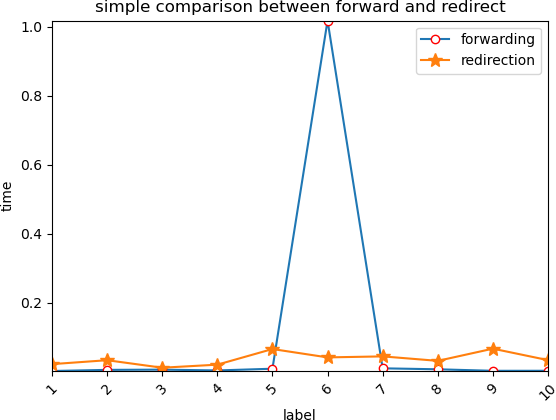 simple comparison between forward and redirect
forwarding
redirection
1.0
0.8
0.6
0.4
0.2
time
1 2 3 4 5 6 7 8 9 10
label